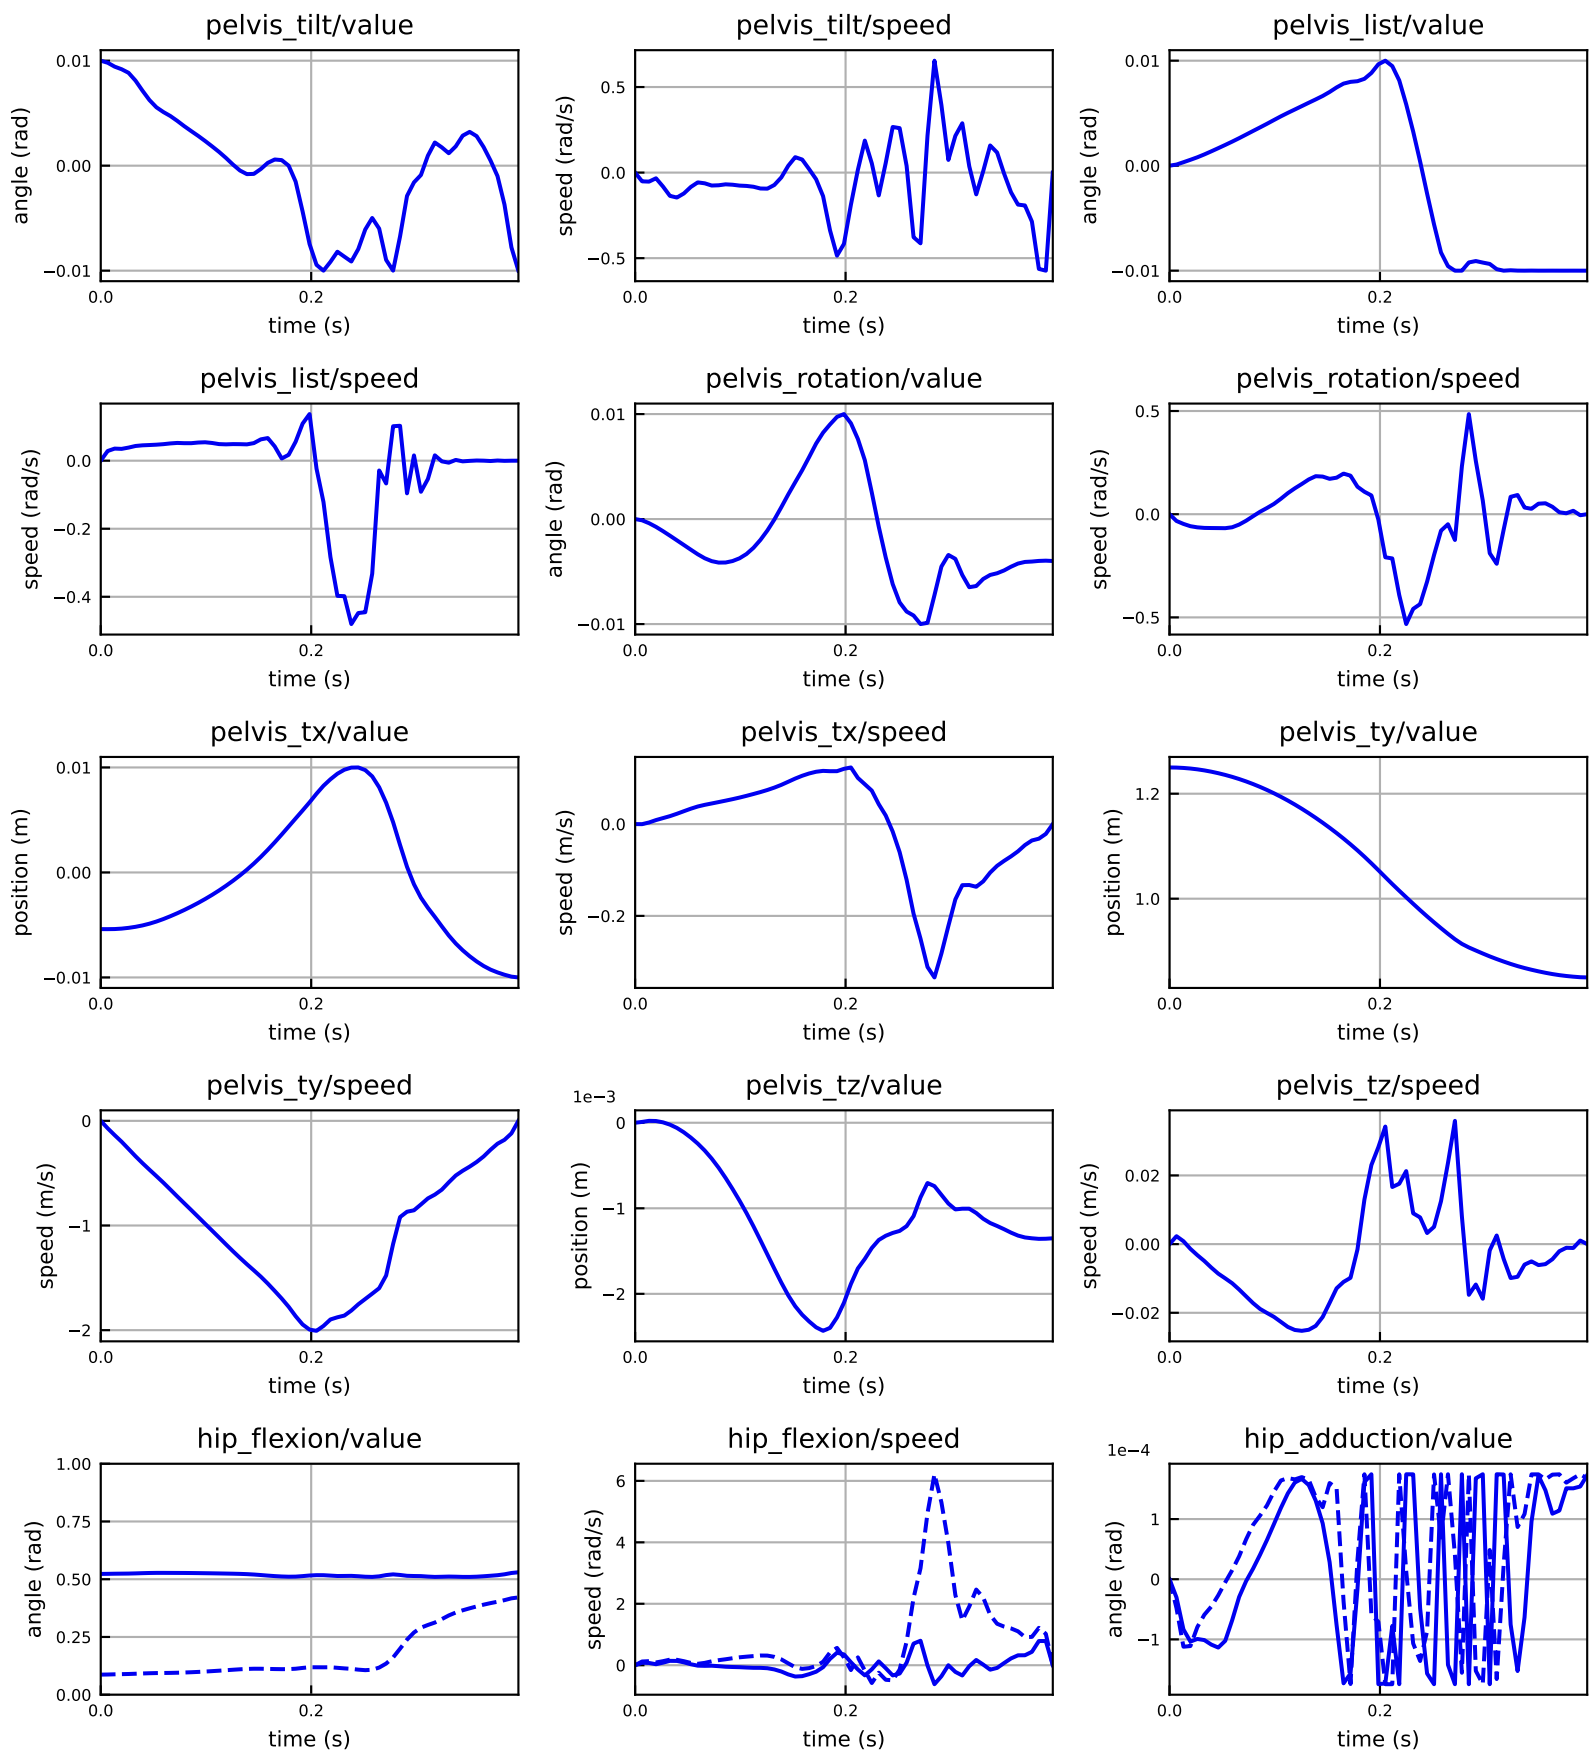 pelvis_tilt/value
pelvis_tilt/speed
pelvis_list/value
0.01
0.00
−0.01
angle (rad)
0.0
0.2
time (s)
0.5
0.0
−0.5
speed (rad/s)
0.0
0.2
time (s)
0.01
0.00
−0.01
angle (rad)
0.0
0.2
time (s)
pelvis_list/speed
pelvis_rotation/value
pelvis_rotation/speed
0.0
−0.2
−0.4
speed (rad/s)
0.0
0.2
time (s)
0.01
0.00
−0.01
angle (rad)
0.0
0.2
time (s)
0.5
0.0
−0.5
speed (rad/s)
0.0
0.2
time (s)
pelvis_tx/value
pelvis_tx/speed
pelvis_ty/value
0.01
0.00
−0.01
position (m)
0.0
0.2
time (s)
0.0
−0.2
speed (m/s)
0.0
0.2
time (s)
1.2
1.0
position (m)
0.0
0.2
time (s)
pelvis_ty/speed
pelvis_tz/value
pelvis_tz/speed
0
−1
−2
speed (m/s)
0.0
0.2
time (s)
1e−3
0
−1
−2
position (m)
0.0
0.2
time (s)
0.02
0.00
−0.02
speed (m/s)
0.0
0.2
time (s)
hip_flexion/value
hip_flexion/speed
hip_adduction/value
1.00
0.75
0.50
0.25
0.00
angle (rad)
0.0
0.2
time (s)
6
4
2
0
speed (rad/s)
0.0
0.2
time (s)
1e−4
1
0
−1
angle (rad)
0.0
0.2
time (s)